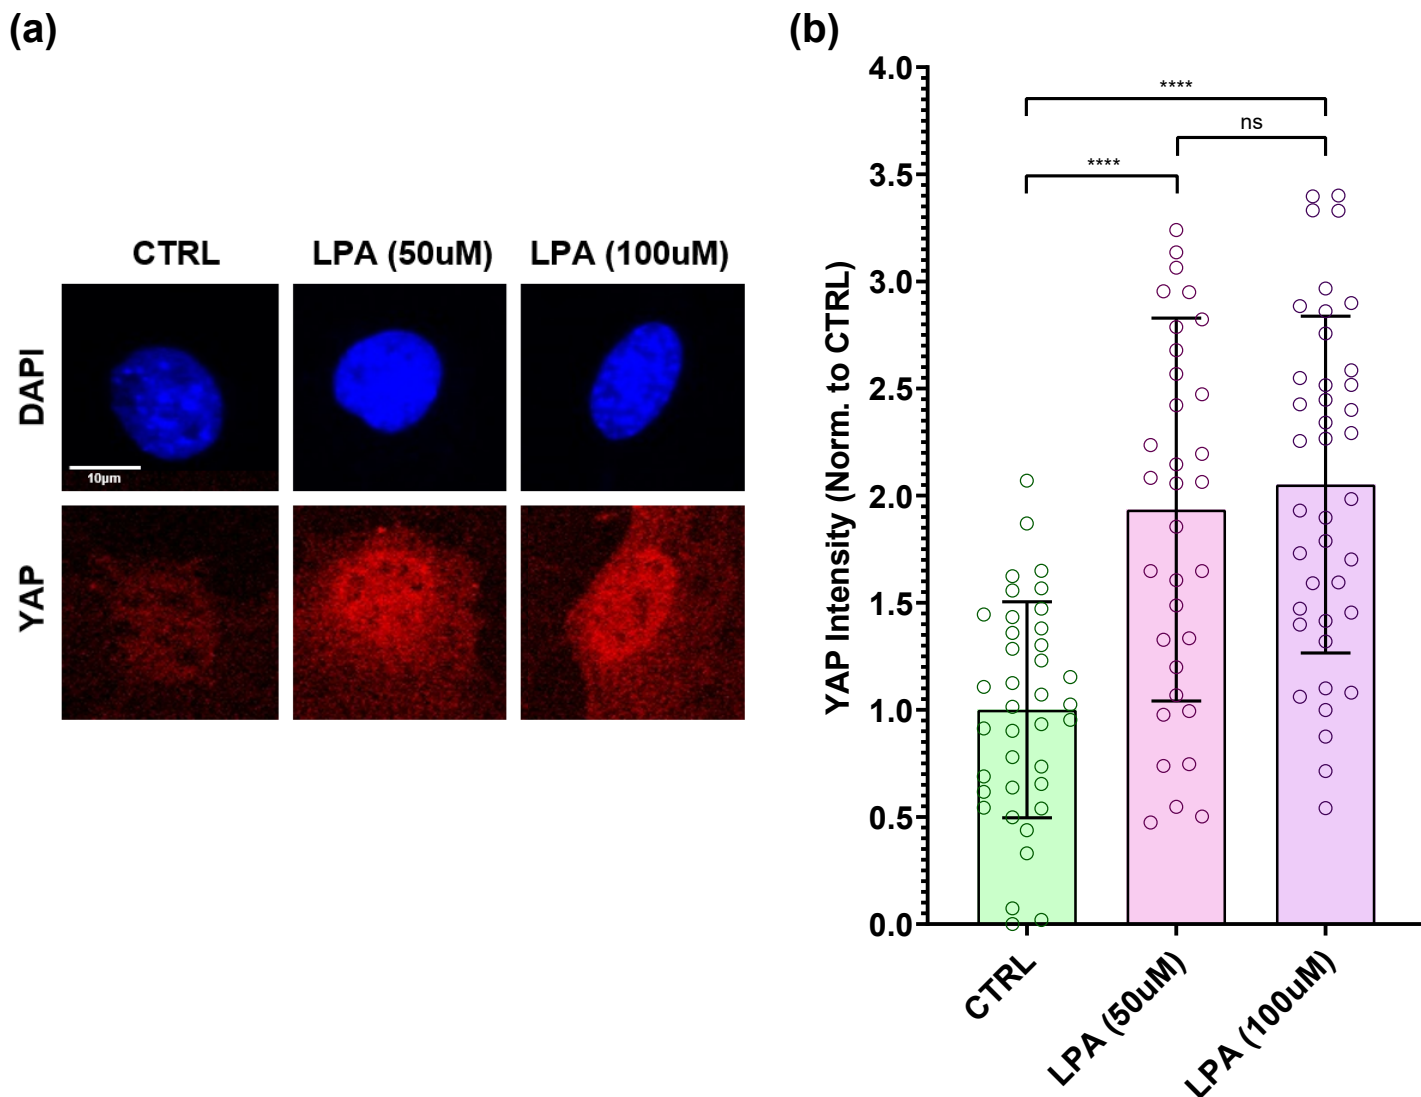 (a)
CTRL LPA (50uM) LPA (100uM)
DAPI
10µm
YAP
(b)
YAP Intensity (Norm. to CTRL)
4.0
3.5
3.0
2.5
2.0
1.5
1.0
0.5
0.0
****
ns
****
CTRL
LPA (50uM)
LPA (100uM)